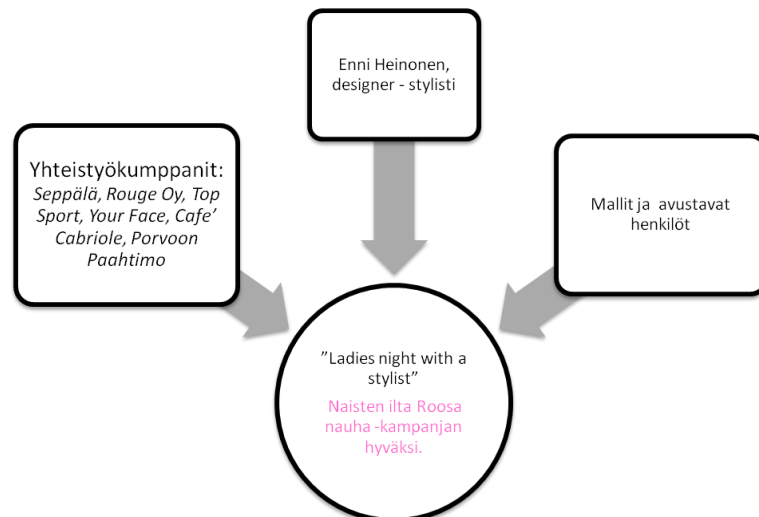 Enni Heinonen,
designer - stylisti
Yhteistyökumppanit:
Seppälä, Rouge Oy, Top
Sport, Your Face, Cafe’
Cabriole, Porvoon
Paahtimo
Mallit ja avustavat
henkilöt
”Ladies night with a
stylist”
Naisten ilta Roosa
nauha -kampanjan
hyväksi.